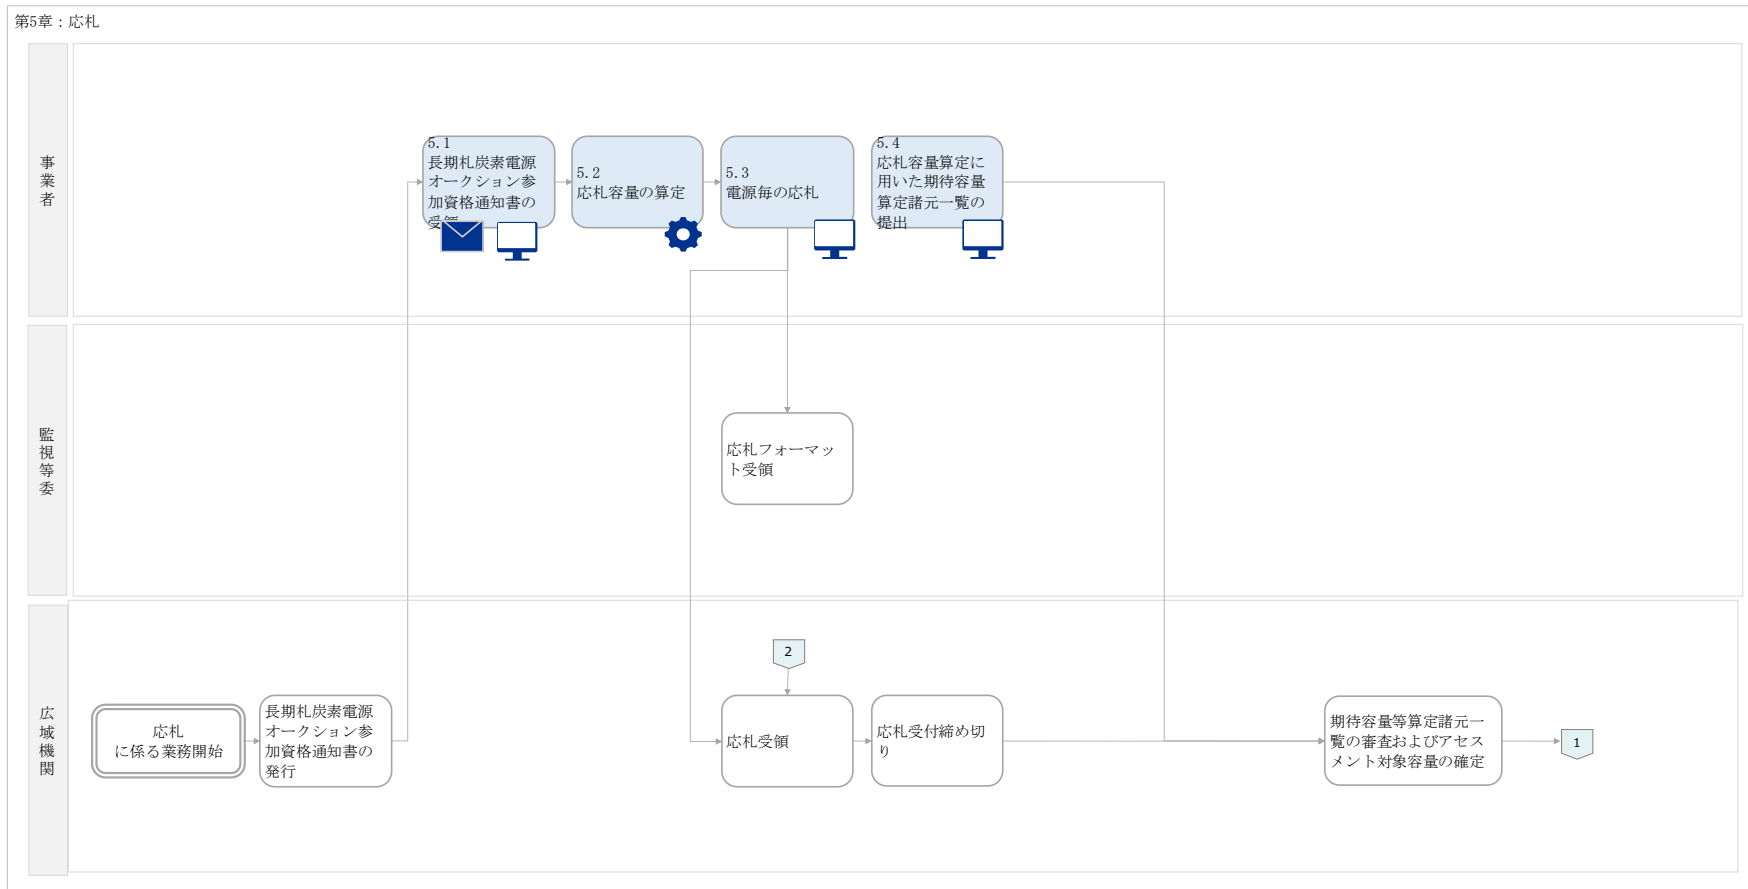 第5章：応札
事業者
5.1
長期札炭素電源
オークション参
加資格通知書の
受領
5.2
応札容量の算定
5.3
電源毎の応札
5.4
応札容量算定に
用いた期待容量
算定諸元一覧の
提出
監視等委
応札フォーマッ
ト受領
広域機関
応札
に係る業務開始
長期札炭素電源
オークション参
加資格通知書の
発行
2
応札受領
応札受付締め切
り
期待容量等算定諸元一
覧の審査およびアセス
メント対象容量の確定
1